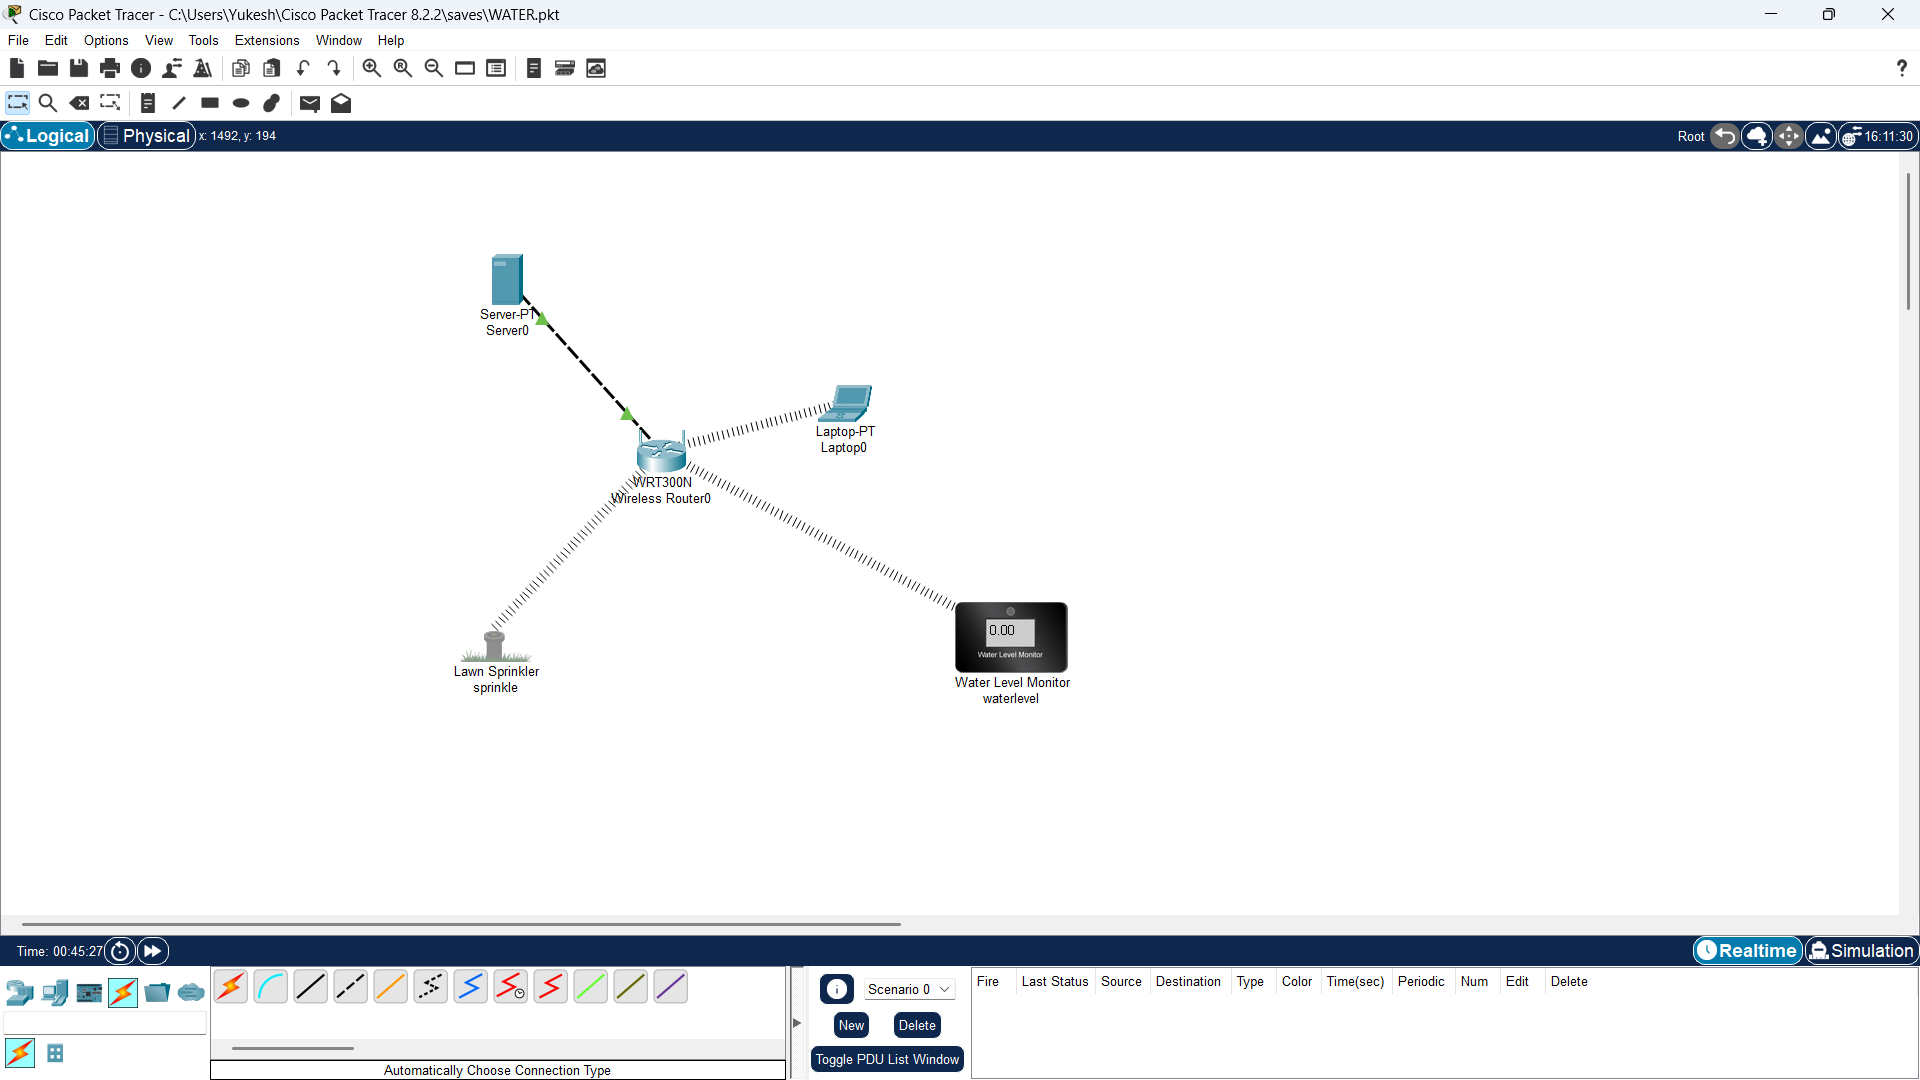 Cisco Packet Tracer - C:\Users\Yukesh\Cisco Packet Tracer 8.2.2\saves\WATER.pkt
File Edit Options View Tools Extensions Window Help
Logical Physical x: 1492, y: 194 Root 16:11:30
Server-PT
Server0
Laptop-PT
Laptop0
WRT300N
Wireless Router0
0.00
Water Level Monitor
Lawn Sprinkler
sprinkle
Water Level Monitor
waterlevel
Time: 00:45:27 Realtime Simulation
Scenario 0
New Delete
Toggle PDU List Window
Fire Last Status Source Destination Type Color Time(sec) Periodic Num Edit Delete
Automatically Choose Connection Type